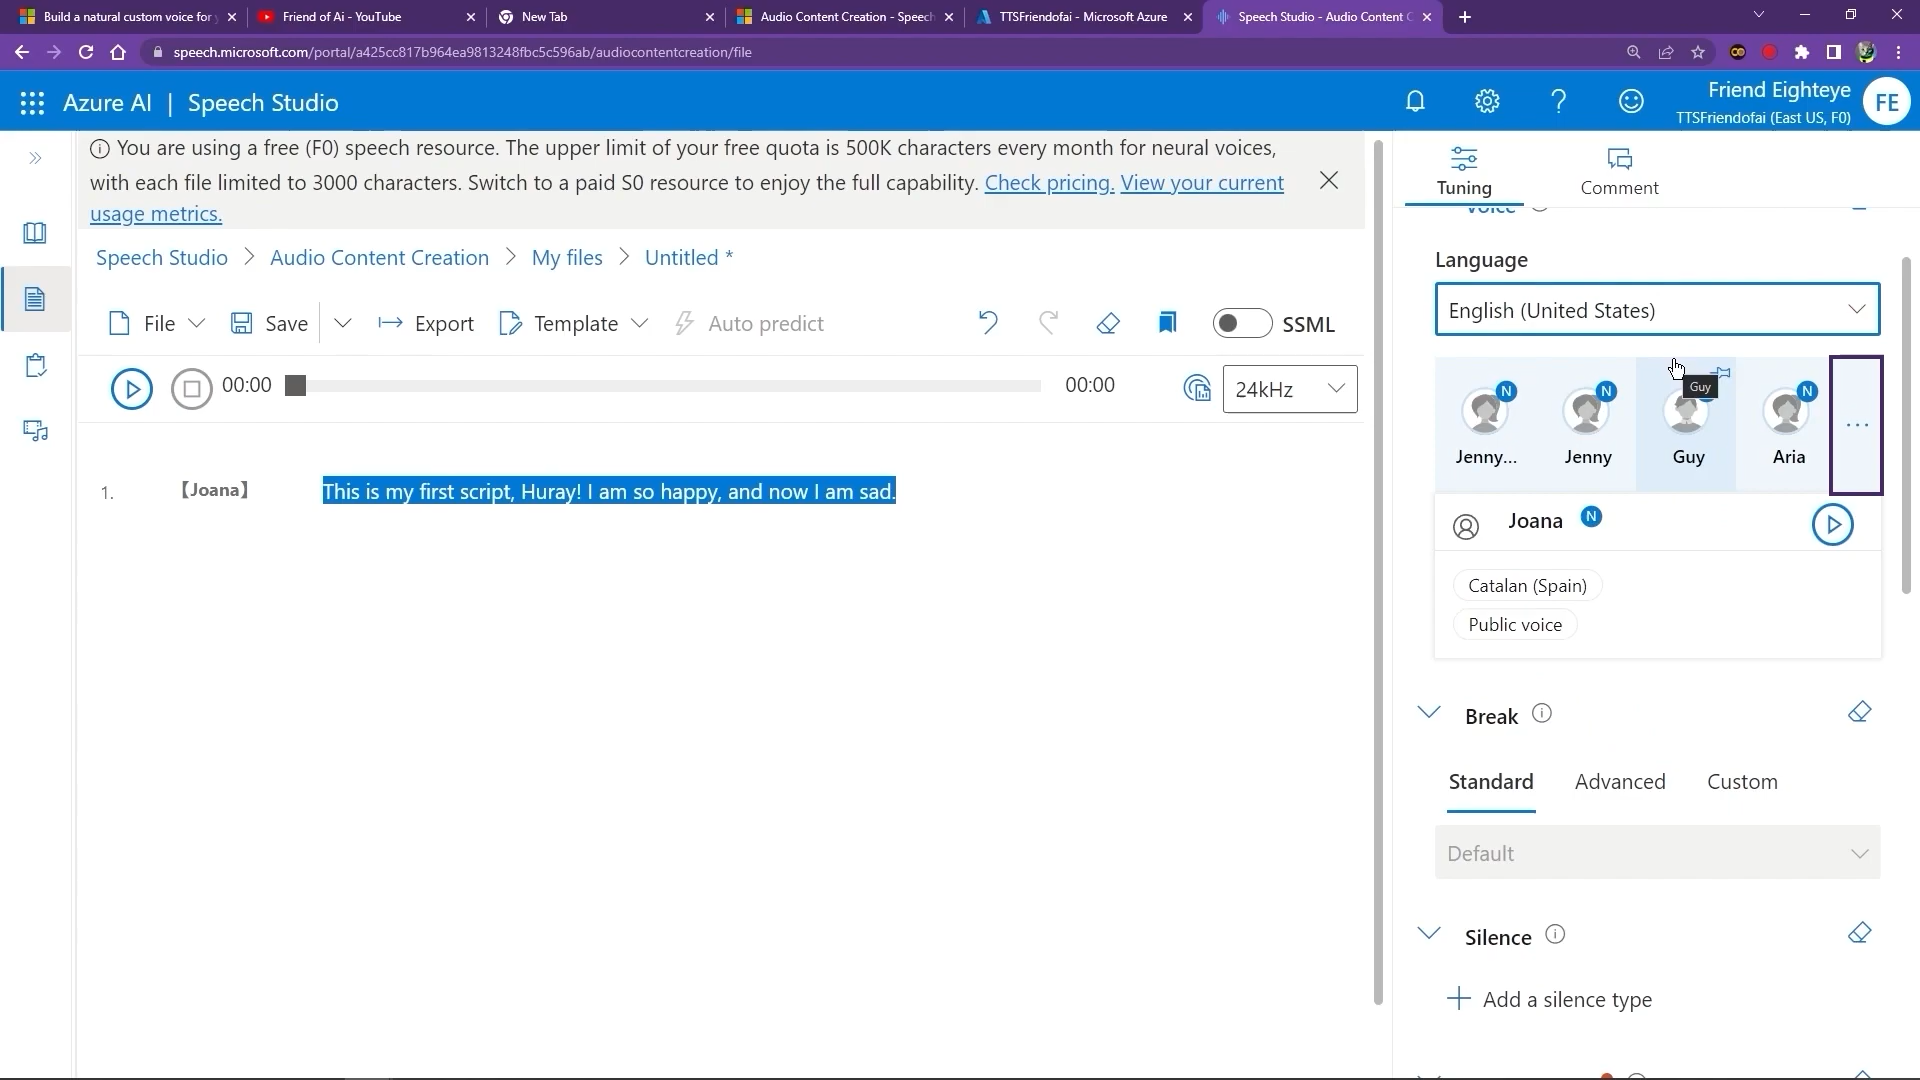 Build a natural custom voice for
Friend of Ai - YouTube
New Tab
Audio Content Creation - Speech
TTSFriendofai - Microsoft Azure
Speech Studio - Audio Content C
speech.microsoft.com/portal/a425cc817b964ea9813248fbc5c596ab/audiocontentcreation/file
Azure AI | Speech Studio
Friend Eighteye
TTSFriendofai (East US, F0)
FE
You are using a free (F0) speech resource. The upper limit of your free quota is 500K characters every month for neural voices,
with each file limited to 3000 characters. Switch to a paid S0 resource to enjoy the full capability. Check pricing. View your current
usage metrics.
Speech Studio > Audio Content Creation > My files > Untitled *
File
Save
Export
Template
Auto predict
SSML
00:00
00:00
24kHz
1. 【Joana】 This is my first script, Huray! I am so happy, and now I am sad.
Tuning
Comment
Voice
Language
English (United States)
Guy
N N N
Jenny... Jenny Guy Aria
...
Joana N
Catalan (Spain)
Public voice
Break
Standard Advanced Custom
Default
Silence
Add a silence type